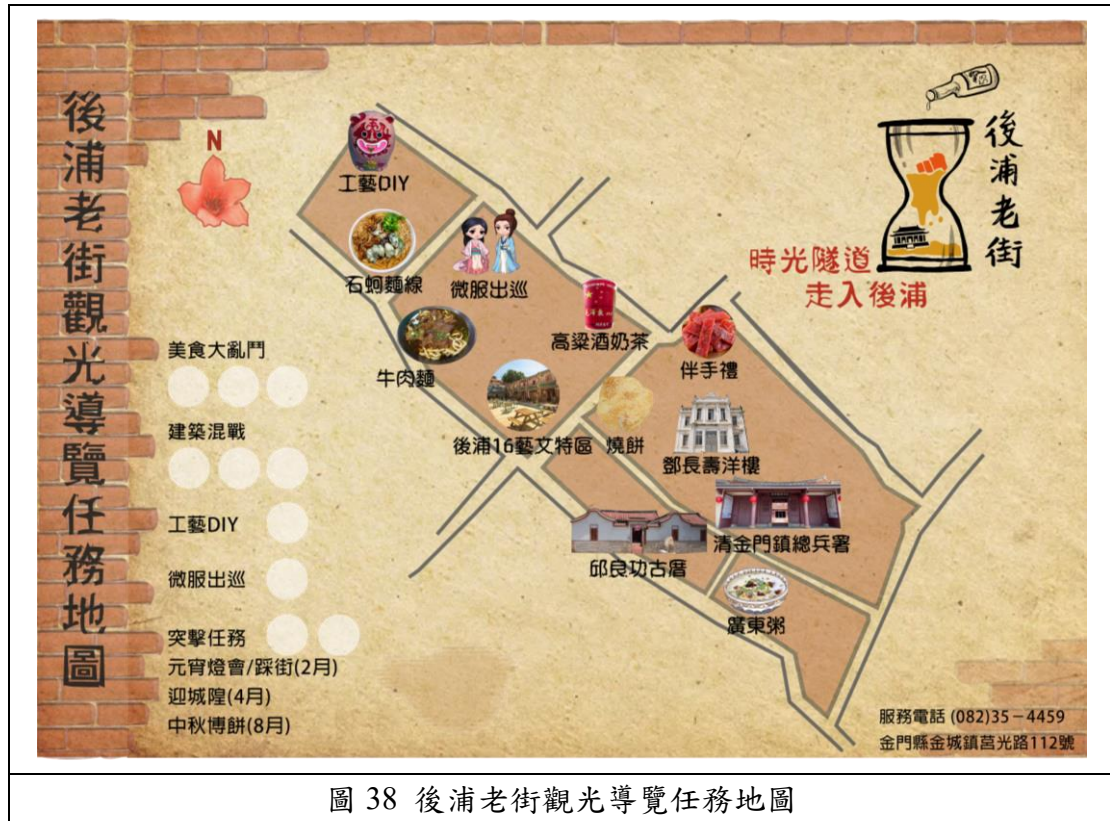 後浦老街觀光導覽任務地圖
N
後浦老街
時光隧道
走入後浦
工藝DIY
石蚵麵線
微服出巡
高粱酒奶茶
伴手禮
牛肉麵
後浦16藝文特區
燒餅
鄧長壽洋樓
清金門鎮總兵署
邱良功古厝
廣東粥
美食大亂鬥
建築混戰
工藝DIY
微服出巡
突擊任務
元宵燈會/踩街(2月)
迎城隍(4月)
中秋博餅(8月)
服務電話 (082)35－4459
金門縣金城鎮莒光路112號
圖 38 後浦老街觀光導覽任務地圖